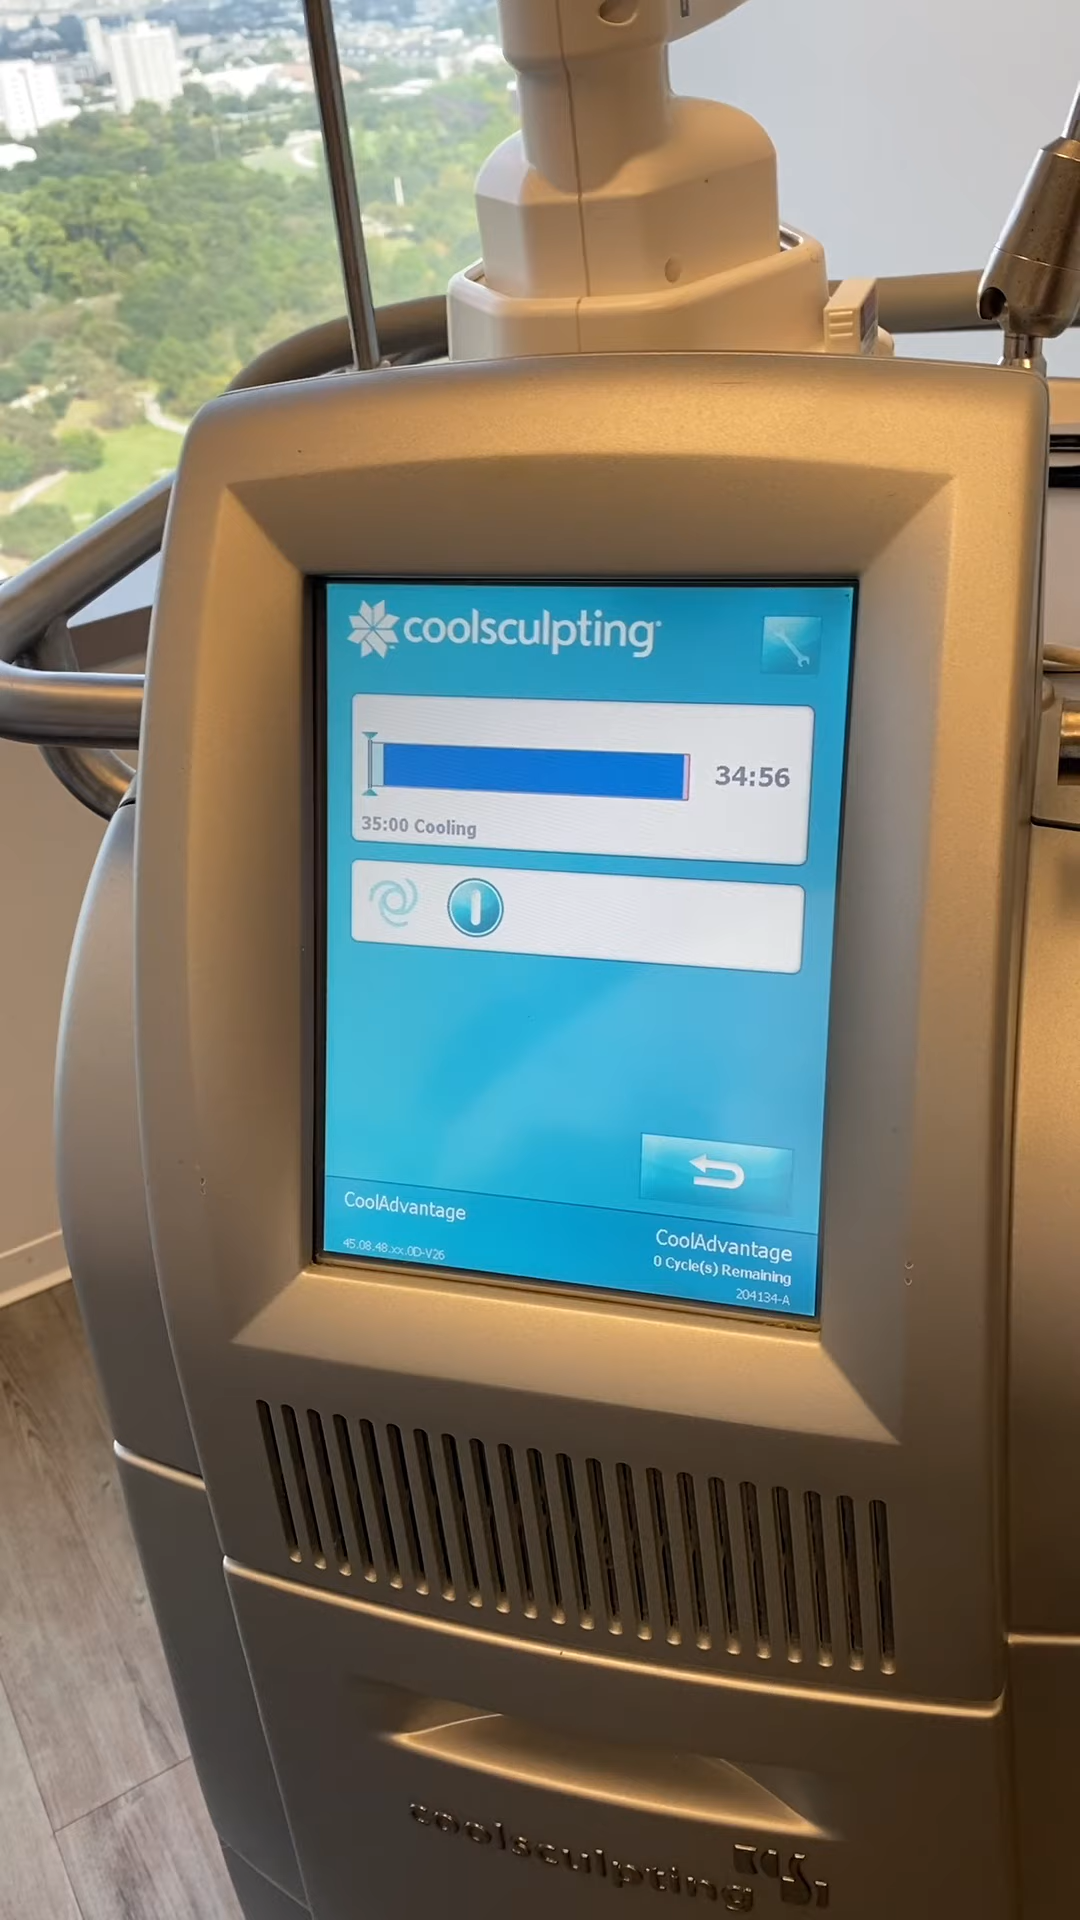 coolsculpting
34:56
35:00 Cooling
CoolAdvantage
45.08.48.xx.0D-V26
CoolAdvantage
0 Cycle(s) Remaining
204134-A
coolsculpting